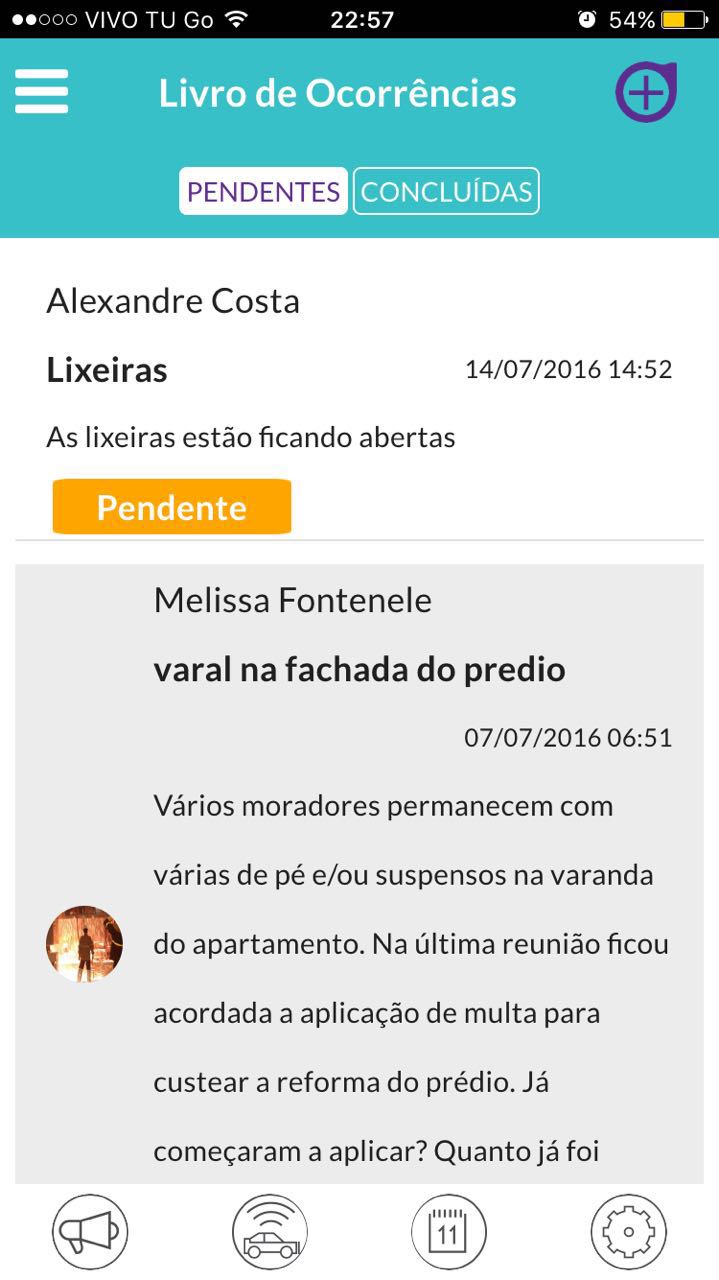 VIVO TU Go 22:57 54%
Livro de Ocorrências
PENDENTES CONCLUÍDAS
Alexandre Costa
Lixeiras 14/07/2016 14:52
As lixeiras estão ficando abertas
Pendente
Melissa Fontenele
varal na fachada do predio
07/07/2016 06:51
Vários moradores permanecem com
várias de pé e/ou suspensos na varanda
do apartamento. Na última reunião ficou
acordada a aplicação de multa para
custear a reforma do prédio. Já
começaram a aplicar? Quanto já foi
11